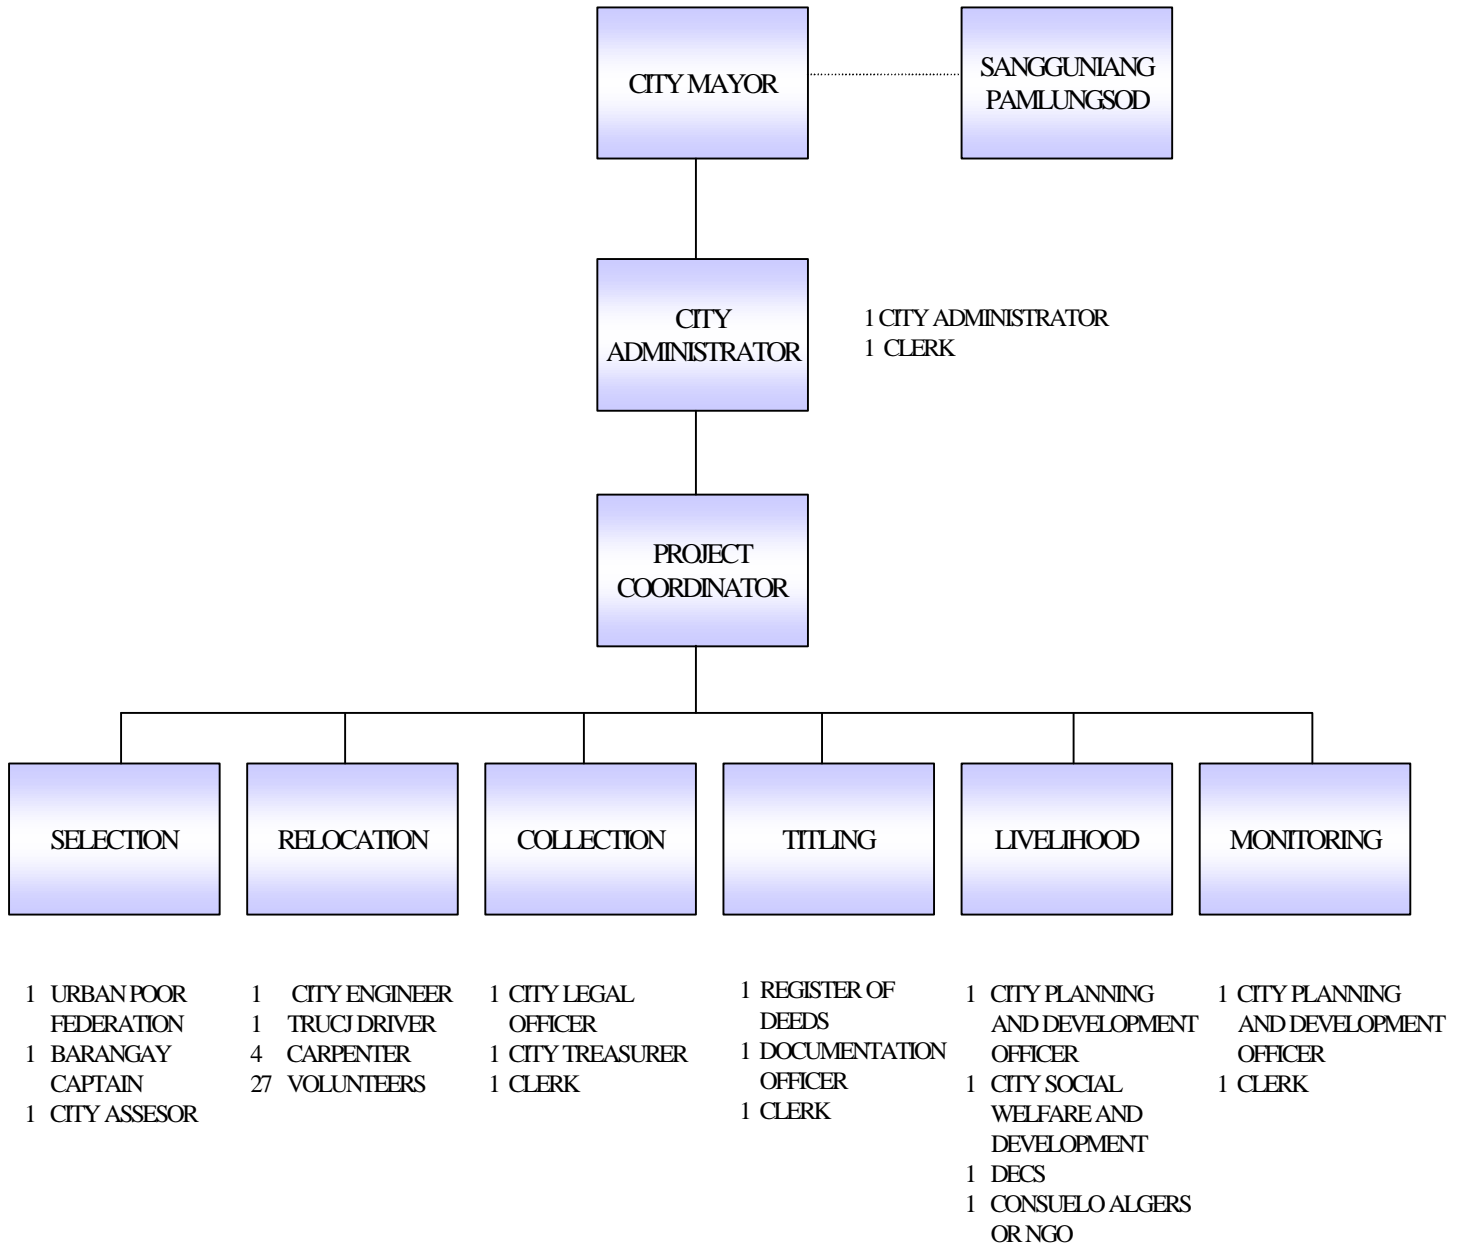 CITY MAYOR
SANGGUNIANG
PAMLUNGSOD
CITY
ADMINISTRATOR
1 CITY ADMINISTRATOR
1 CLERK
PROJECT
COORDINATOR
SELECTION
RELOCATION
COLLECTION
TITLING
LIVELIHOOD
MONITORING
1 URBAN POOR
FEDERATION
1 BARANGAY
CAPTAIN
1 CITY ASSESOR
1 CITY ENGINEER
1 TRUCJ DRIVER
4 CARPENTER
27 VOLUNTEERS
1 CITY LEGAL
OFFICER
1 CITY TREASURER
1 CLERK
1 REGISTER OF
DEEDS
1 DOCUMENTATION
OFFICER
1 CLERK
1 CITY PLANNING
AND DEVELOPMENT
OFFICER
1 CITY SOCIAL
WELFARE AND
DEVELOPMENT
1 DECS
1 CONSUELO ALGERS
OR NGO
1 CITY PLANNING
AND DEVELOPMENT
OFFICER
1 CLERK